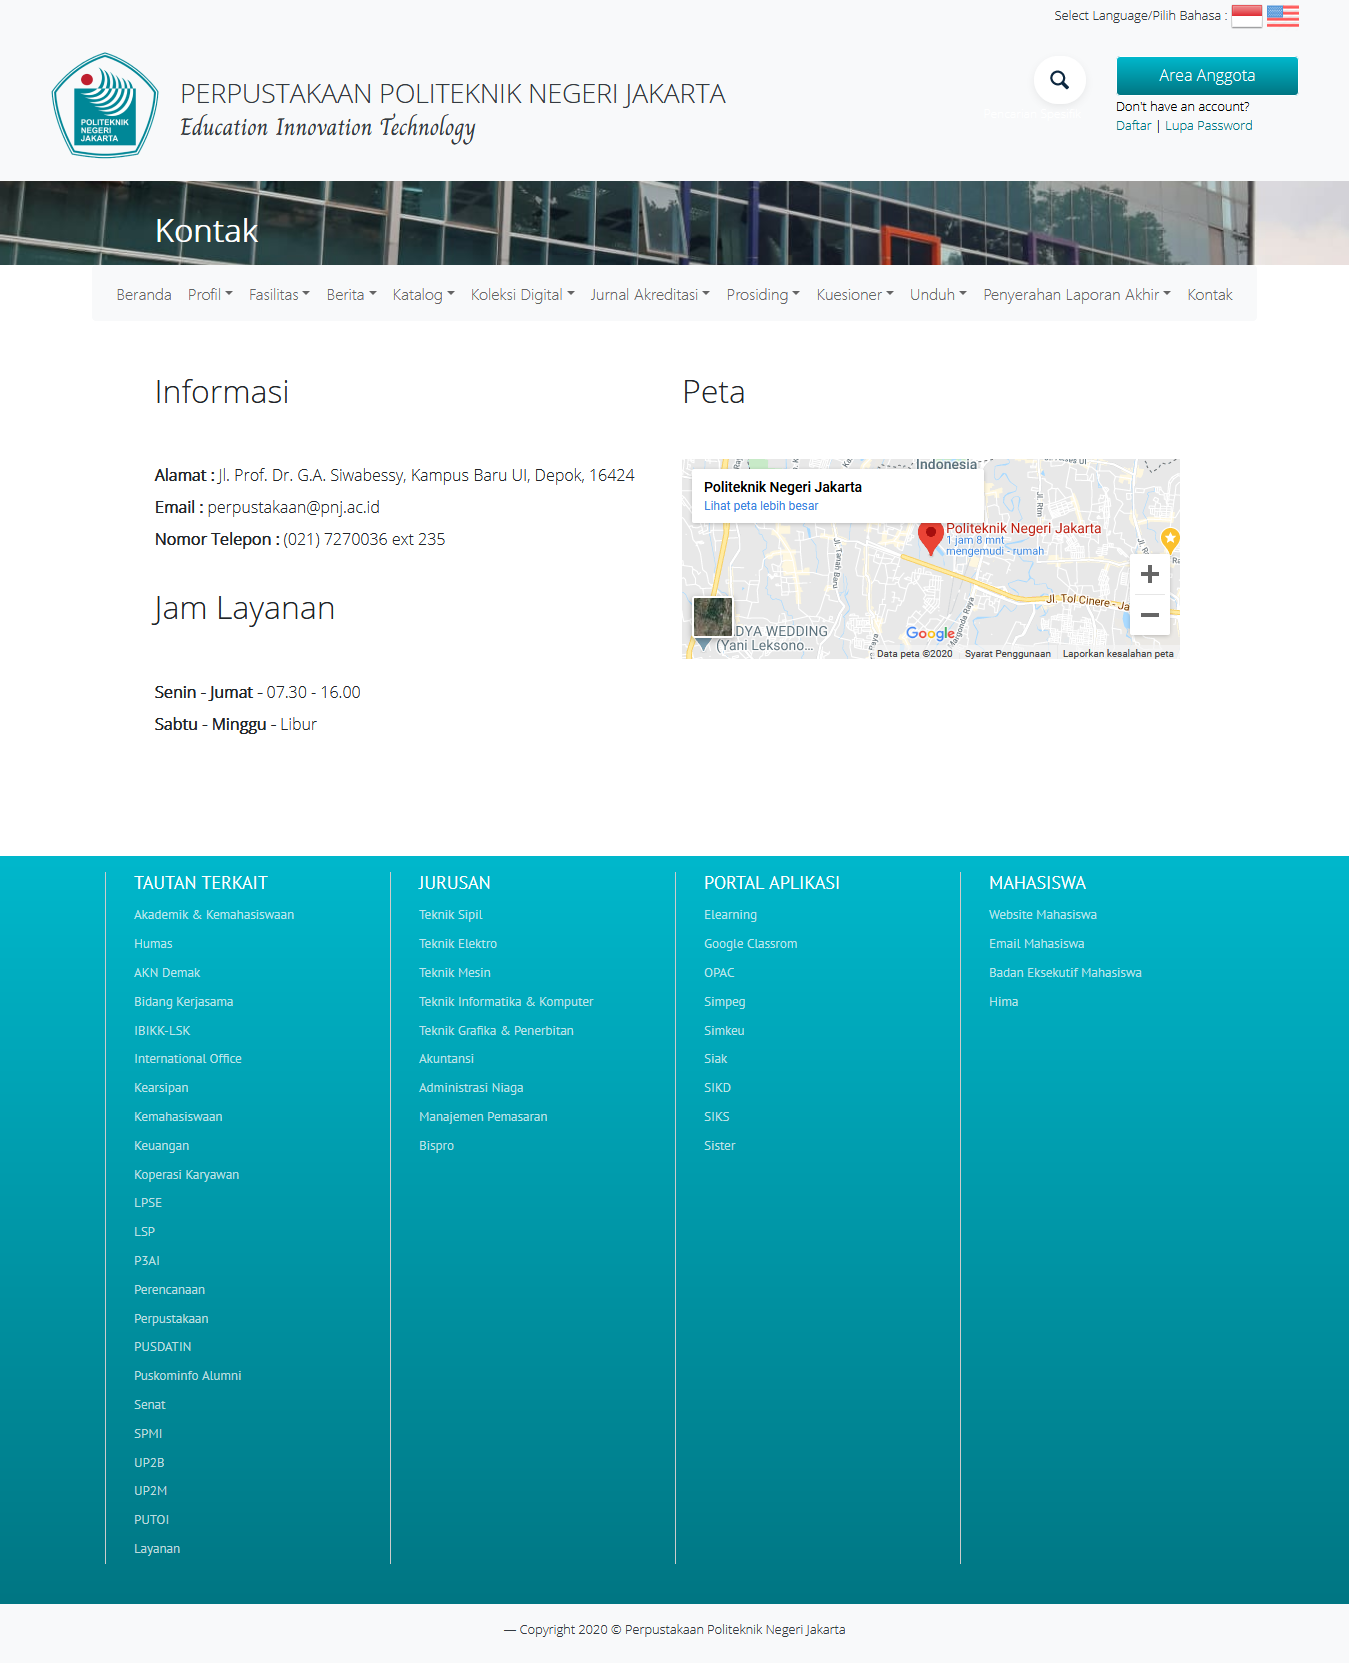 Select Language/Pilih Bahasa :
POLITEKNIK
NEGERI
JAKARTA
PERPUSTAKAAN POLITEKNIK NEGERI JAKARTA
Education Innovation Technology
Area Anggota
Don't have an account?
Daftar | Lupa Password
Kontak
Beranda Profil Fasilitas Berita Katalog Koleksi Digital Jurnal Akreditasi Prosiding Kuesioner Unduh Penyerahan Laporan Akhir Kontak
Informasi
Alamat : Jl. Prof. Dr. G.A. Siwabessy, Kampus Baru UI, Depok, 16424
Email : perpustakaan@pnj.ac.id
Nomor Telepon : (021) 7270036 ext 235
Jam Layanan
Senin - Jumat - 07.30 - 16.00
Sabtu - Minggu - Libur
Peta
Indonesia
Politeknik Negeri Jakarta
Lihat peta lebih besar
Politeknik Negeri Jakarta
1 jam 8 mnt
mengemudi - rumah
Jl. Tanah Baru
Jl. Tol Cinere - Ja
DYA WEDDING
(Yani Leksono...
Google
Margonda Raya
Data peta ©2020 Syarat Penggunaan Laporkan kesalahan peta
TAUTAN TERKAIT
Akademik & Kemahasiswaan
Humas
AKN Demak
Bidang Kerjasama
IBIKK-LSK
International Office
Kearsipan
Kemahasiswaan
Keuangan
Koperasi Karyawan
LPSE
LSP
P3AI
Perencanaan
Perpustakaan
PUSDATIN
Puskominfo Alumni
Senat
SPMI
UP2B
UP2M
PUTOI
Layanan
JURUSAN
Teknik Sipil
Teknik Elektro
Teknik Mesin
Teknik Informatika & Komputer
Teknik Grafika & Penerbitan
Akuntansi
Administrasi Niaga
Manajemen Pemasaran
Bispro
PORTAL APLIKASI
Elearning
Google Classrom
OPAC
Simpeg
Simkeu
Siak
SIKD
SIKS
Sister
MAHASISWA
Website Mahasiswa
Email Mahasiswa
Badan Eksekutif Mahasiswa
Hima
— Copyright 2020 © Perpustakaan Politeknik Negeri Jakarta